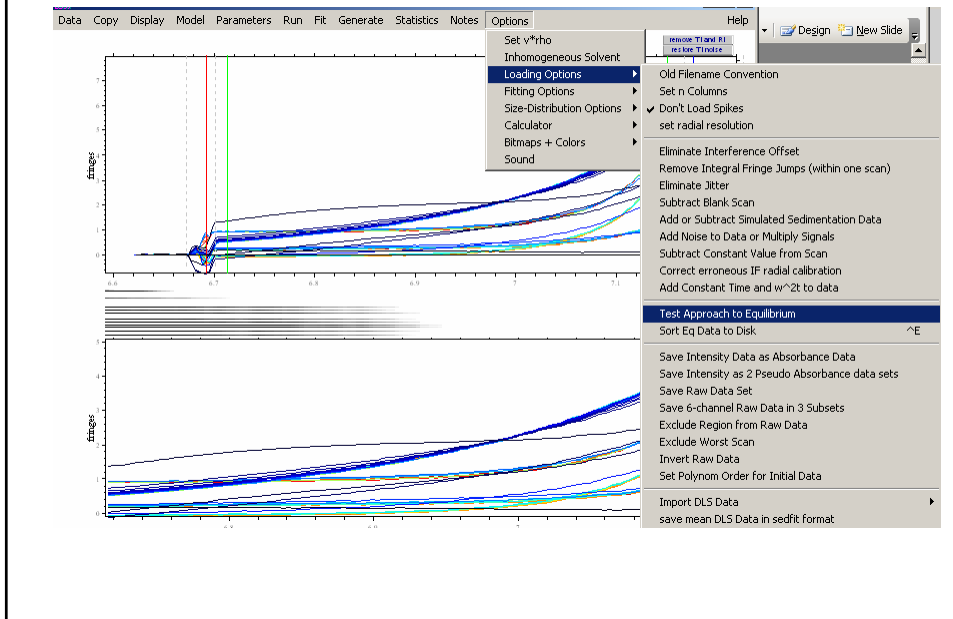 Data Copy Display Model Parameters Run Fit Generate Statistics Notes Options Help
Design New Slide
remove TI and RI
restore TI noise
Set v*rho
Inhomogeneous Solvent
Loading Options
Fitting Options
Size-Distribution Options
Calculator
Bitmaps + Colors
Sound
Old Filename Convention
Set n Columns
Don't Load Spikes
set radial resolution
Eliminate Interference Offset
Remove Integral Fringe Jumps (within one scan)
Eliminate Jitter
Subtract Blank Scan
Add or Subtract Simulated Sedimentation Data
Add Noise to Data or Multiply Signals
Subtract Constant Value from Scan
Correct erroneous IF radial calibration
Add Constant Time and w^2t to data
Test Approach to Equilibrium
Sort Eq Data to Disk ^E
Save Intensity Data as Absorbance Data
Save Intensity as 2 Pseudo Absorbance data sets
Save Raw Data Set
Save 6-channel Raw Data in 3 Subsets
Exclude Region from Raw Data
Exclude Worst Scan
Invert Raw Data
Set Polynom Order for Initial Data
Import DLS Data
save mean DLS Data in sedfit format
fringes
7
6
5
4
3
2
1
0
6.6 6.7 6.8 6.9 7 7.1
fringes
5
4
3
2
1
0
6.8 6.9 7